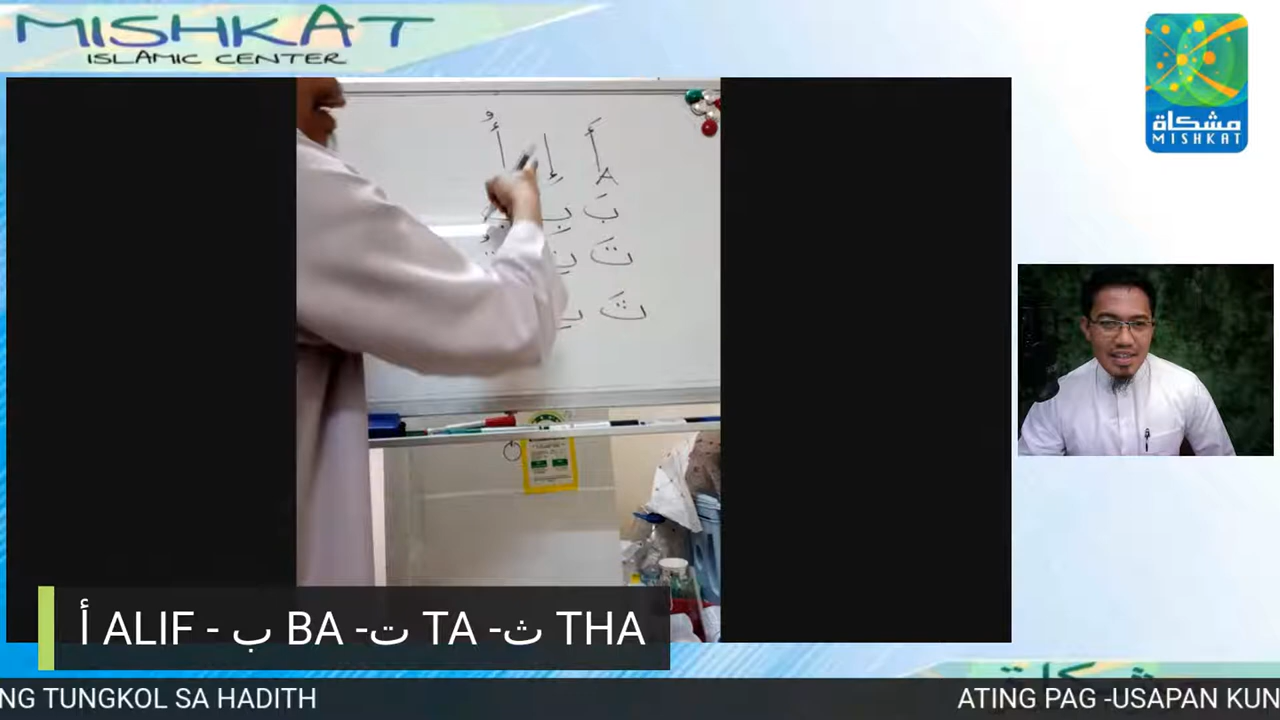 MISHKAT
ISLAMIC CENTER
مشكاة
MISHKAT
أُ إِ أَ
A
بَ
تَ
ثَ
أ ALIF - ب BA -ت TA -ث THA
NG TUNGKOL SA HADITH
ATING PAG -USAPAN KUN